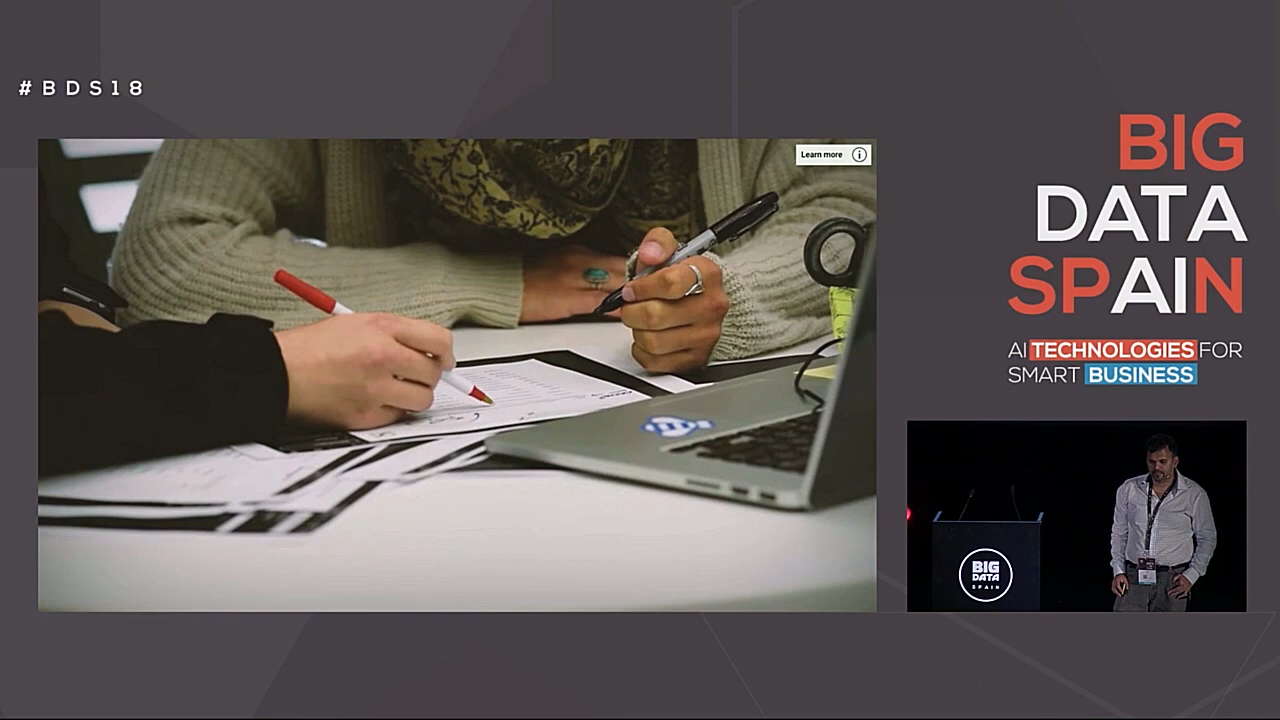 #BDS18
Learn more
BIG
DATA
SPAIN
AI TECHNOLOGIES FOR
SMART BUSINESS
BIG
DATA
SPAIN